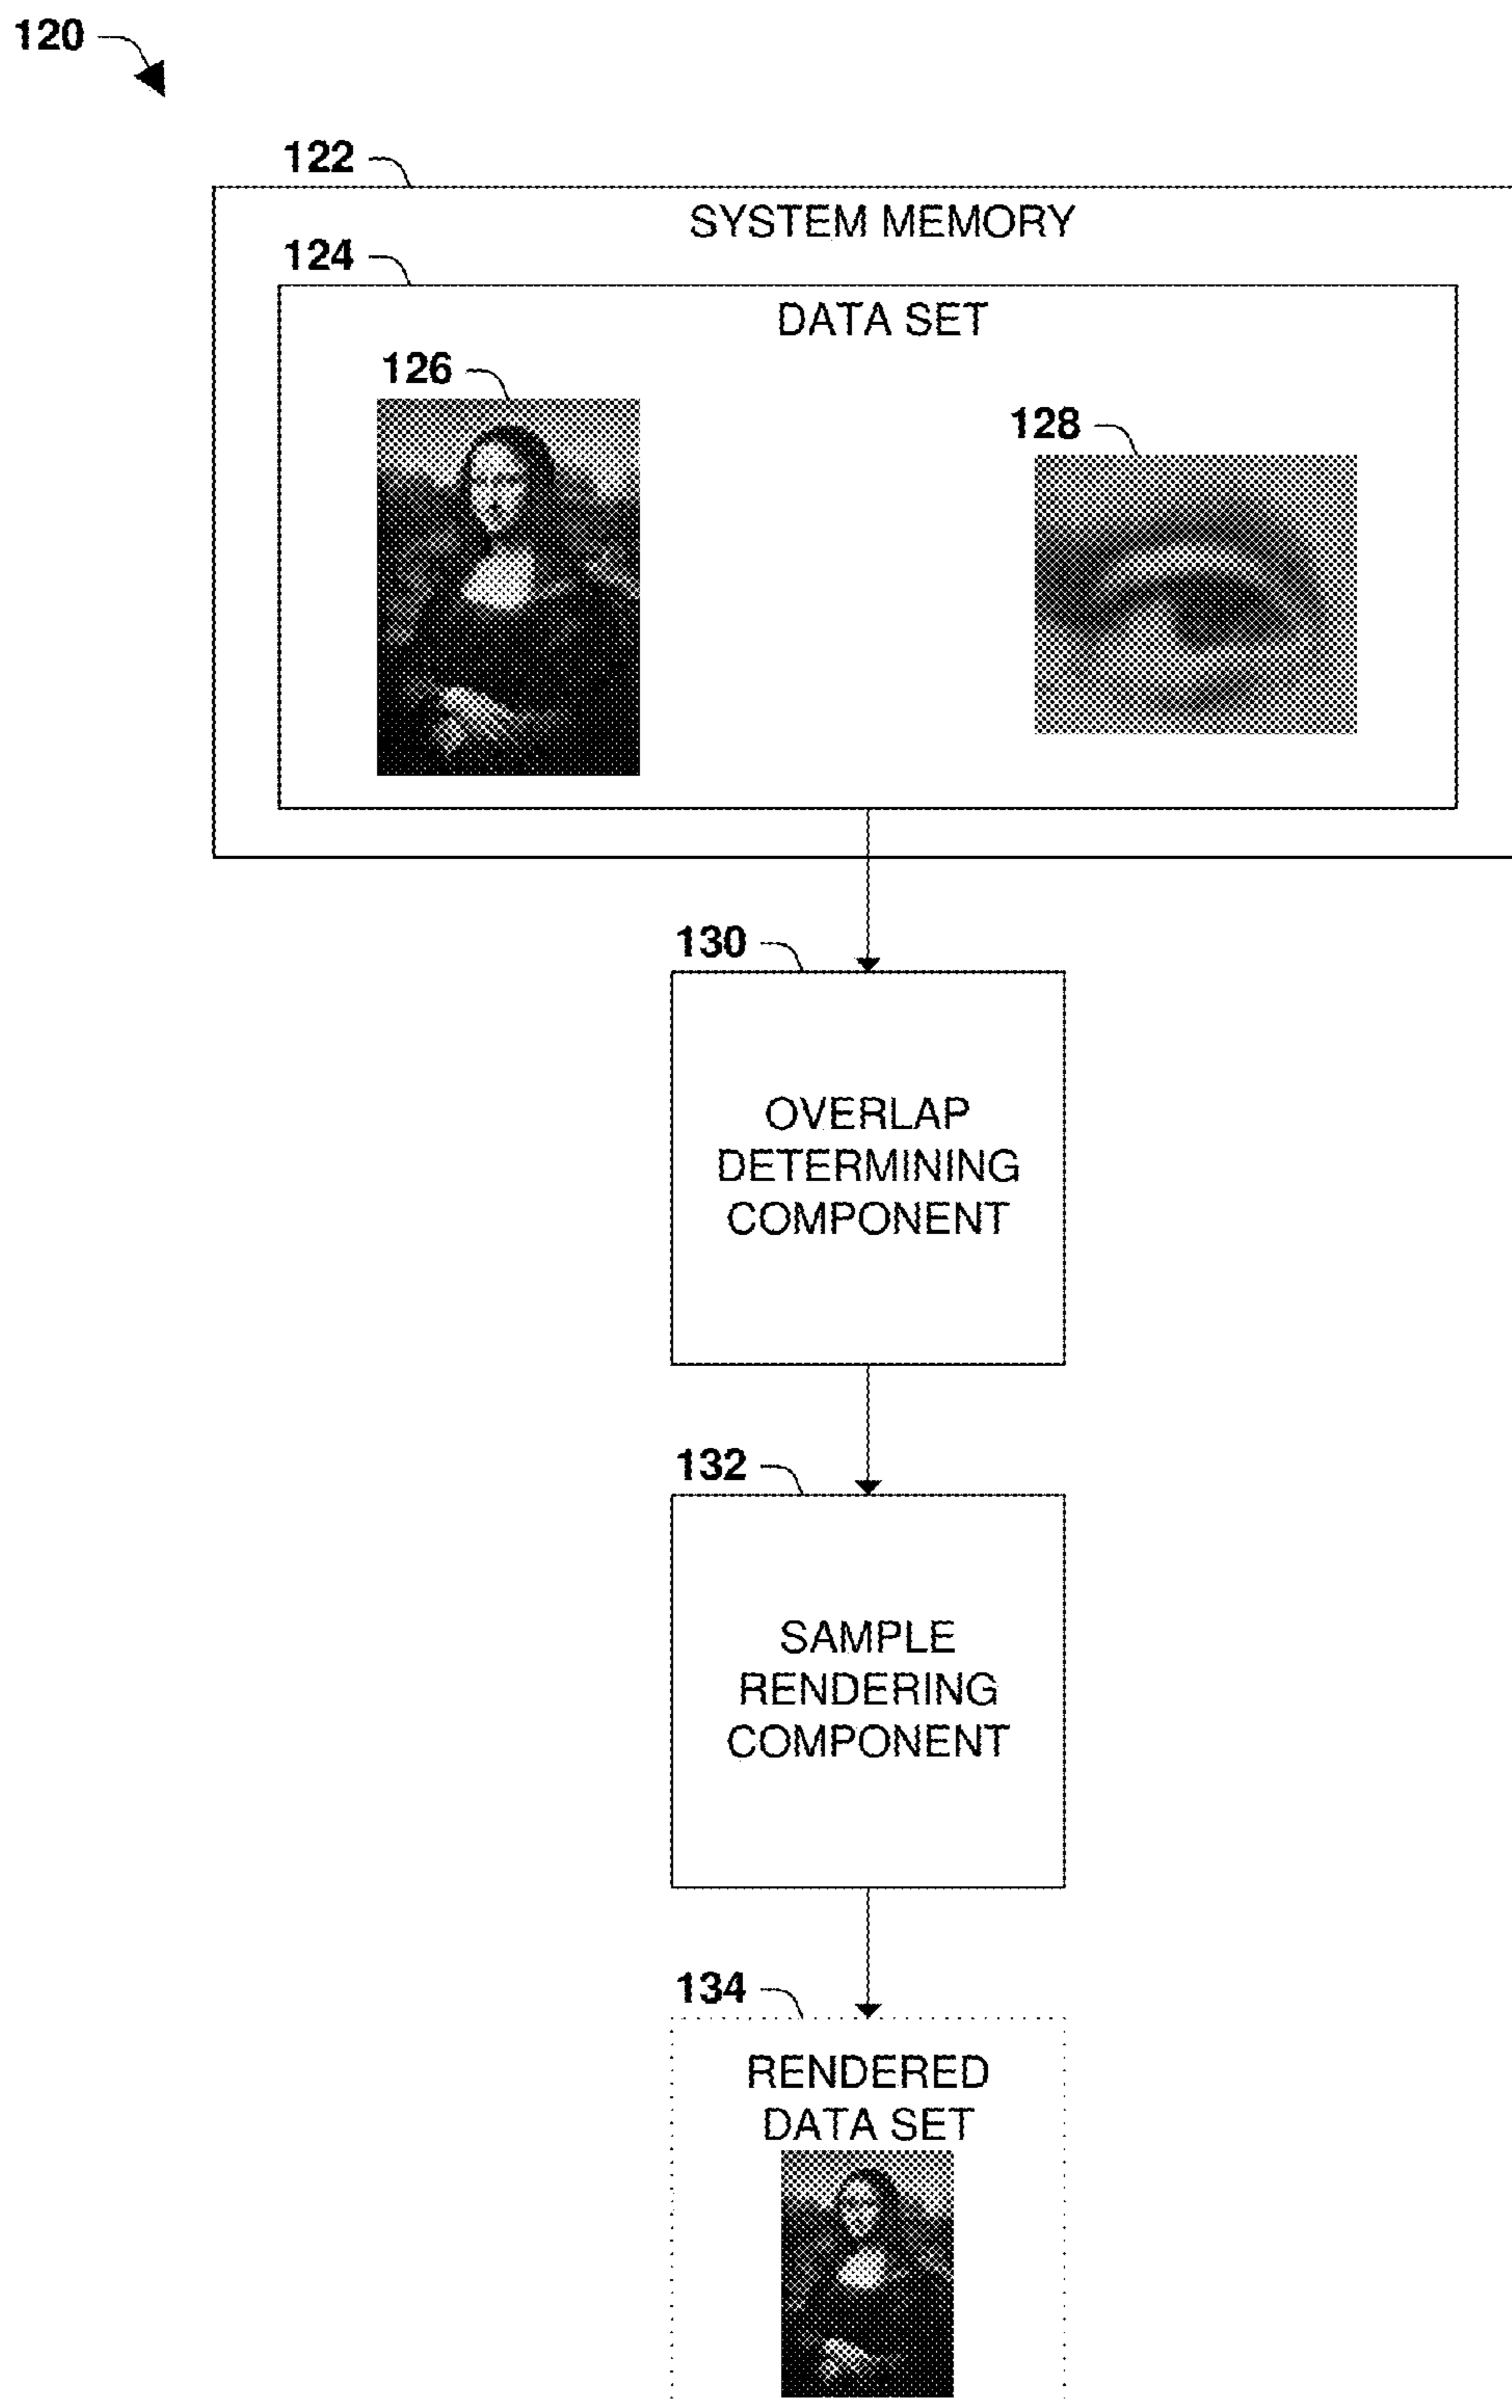 120
122
SYSTEM MEMORY
124
DATA SET
126
128
130
OVERLAP
DETERMINING
COMPONENT
132
SAMPLE
RENDERING
COMPONENT
134
RENDERED
DATA SET